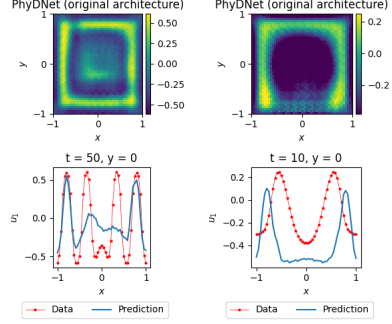 PhyDNet (original architecture)
PhyDNet (original architecture)
1
0
−1
y
−1
0
1
x
0.50
0.25
0.00
−0.25
−0.50
1
0
−1
y
−1
0
1
x
0.2
0.0
−0.2
t = 50, y = 0
0.5
0.0
−0.5
u₁
−1
0
1
x
t = 10, y = 0
0.2
0.0
−0.2
−0.4
u₁
−1
0
1
x
Data
Prediction
Data
Prediction